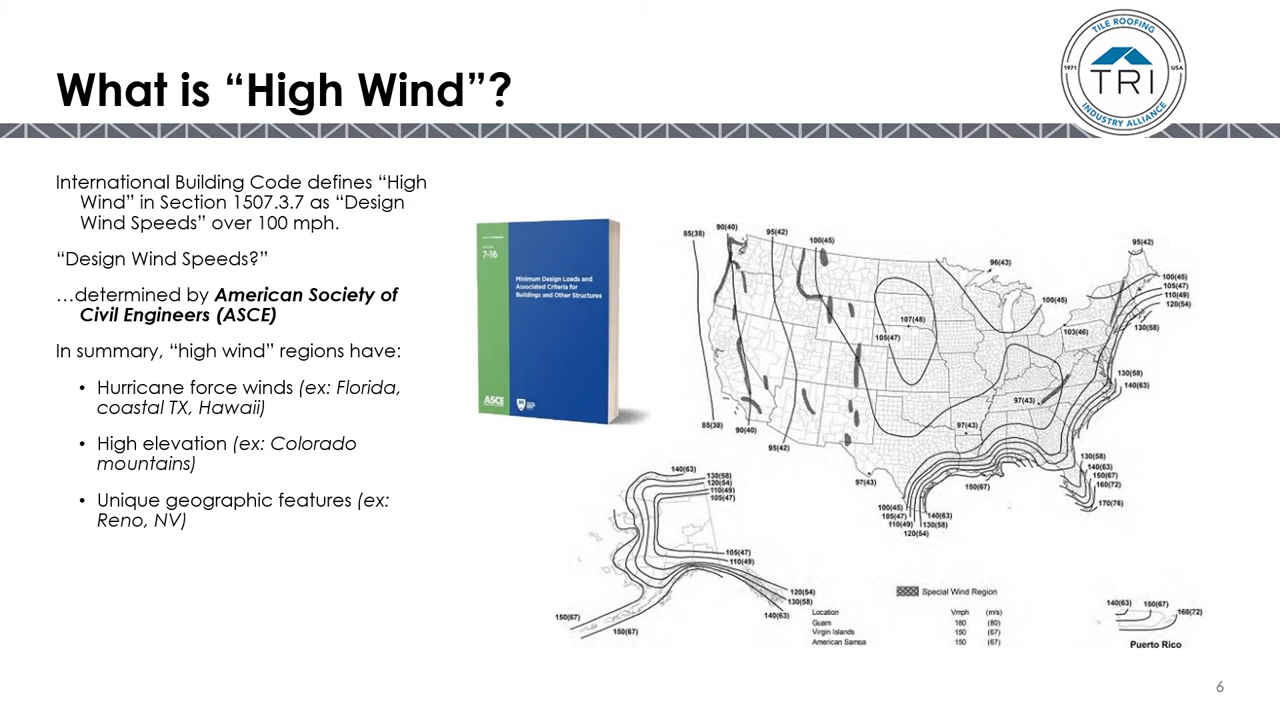 What is “High Wind”?
TILE ROOFING
1971
TRI
USA
INDUSTRY ALLIANCE
International Building Code defines “High
Wind” in Section 1507.3.7 as “Design
Wind Speeds” over 100 mph.
“Design Wind Speeds?”
…determined by American Society of
Civil Engineers (ASCE)
In summary, “high wind” regions have:
• Hurricane force winds (ex: Florida,
coastal TX, Hawaii)
• High elevation (ex: Colorado
mountains)
• Unique geographic features (ex:
Reno, NV)
7-16
Minimum Design Loads and
Associated Criteria for
Buildings and Other Structures
ASCE
85(38)
90(40)
95(42)
100(45)
96(43)
95(42)
100(45)
105(47)
110(49)
120(54)
130(58)
100(45)
103(46)
107(48)
105(47)
130(58)
140(63)
97(43)
97(43)
85(38)
90(40)
95(42)
97(43)
150(67)
130(58)
140(63)
150(67)
160(72)
170(76)
100(45)
105(47)
110(49)
120(54)
130(58)
140(63)
140(63)
130(58)
120(54)
110(49)
105(47)
105(47)
110(49)
120(54)
130(58)
140(63)
150(67)
150(67)
Special Wind Region
Location Vmph (m/s)
Guam 180 (80)
Virgin Islands 150 (67)
American Samoa 150 (67)
140(63)
150(67)
160(72)
Puerto Rico
6